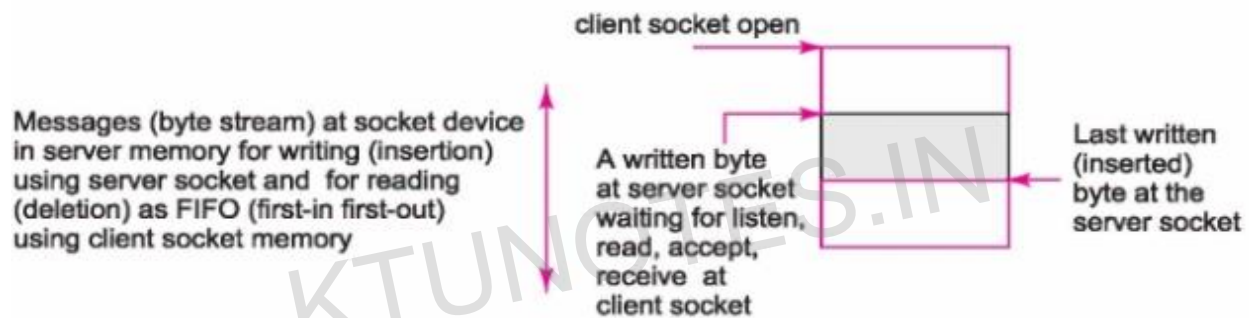 client socket open
Messages (byte stream) at socket device
in server memory for writing (insertion)
using server socket and for reading
(deletion) as FIFO (first-in first-out)
using client socket memory
A written byte
at server socket
waiting for listen,
read, accept,
receive at
client socket
Last written
(inserted)
byte at the
server socket
KTUNOTES.IN